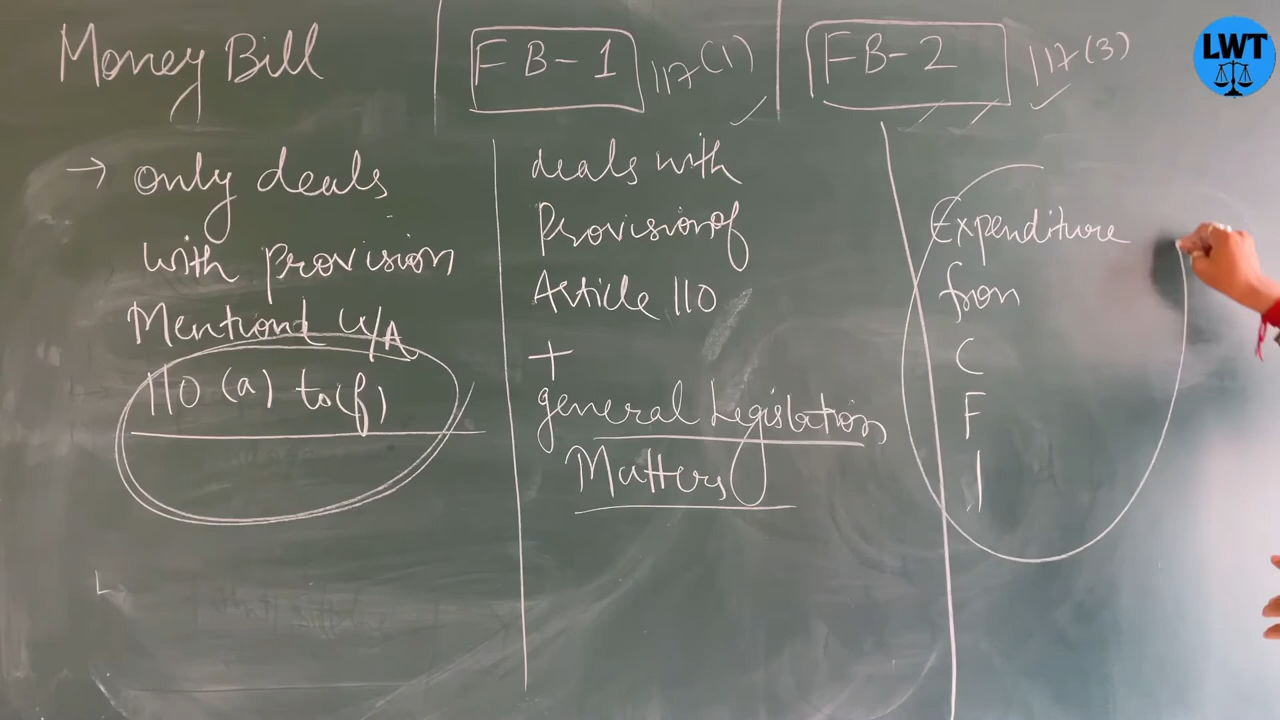 Money Bill
→ only deals
with provision
Mentiond u/A
110 (a) to (f)
FB-1 117(1)
deals with
Provision of
Article 110
+
general Legislation
Matters
FB-2 117(3)
Expenditure
from
C
F
I
LWT